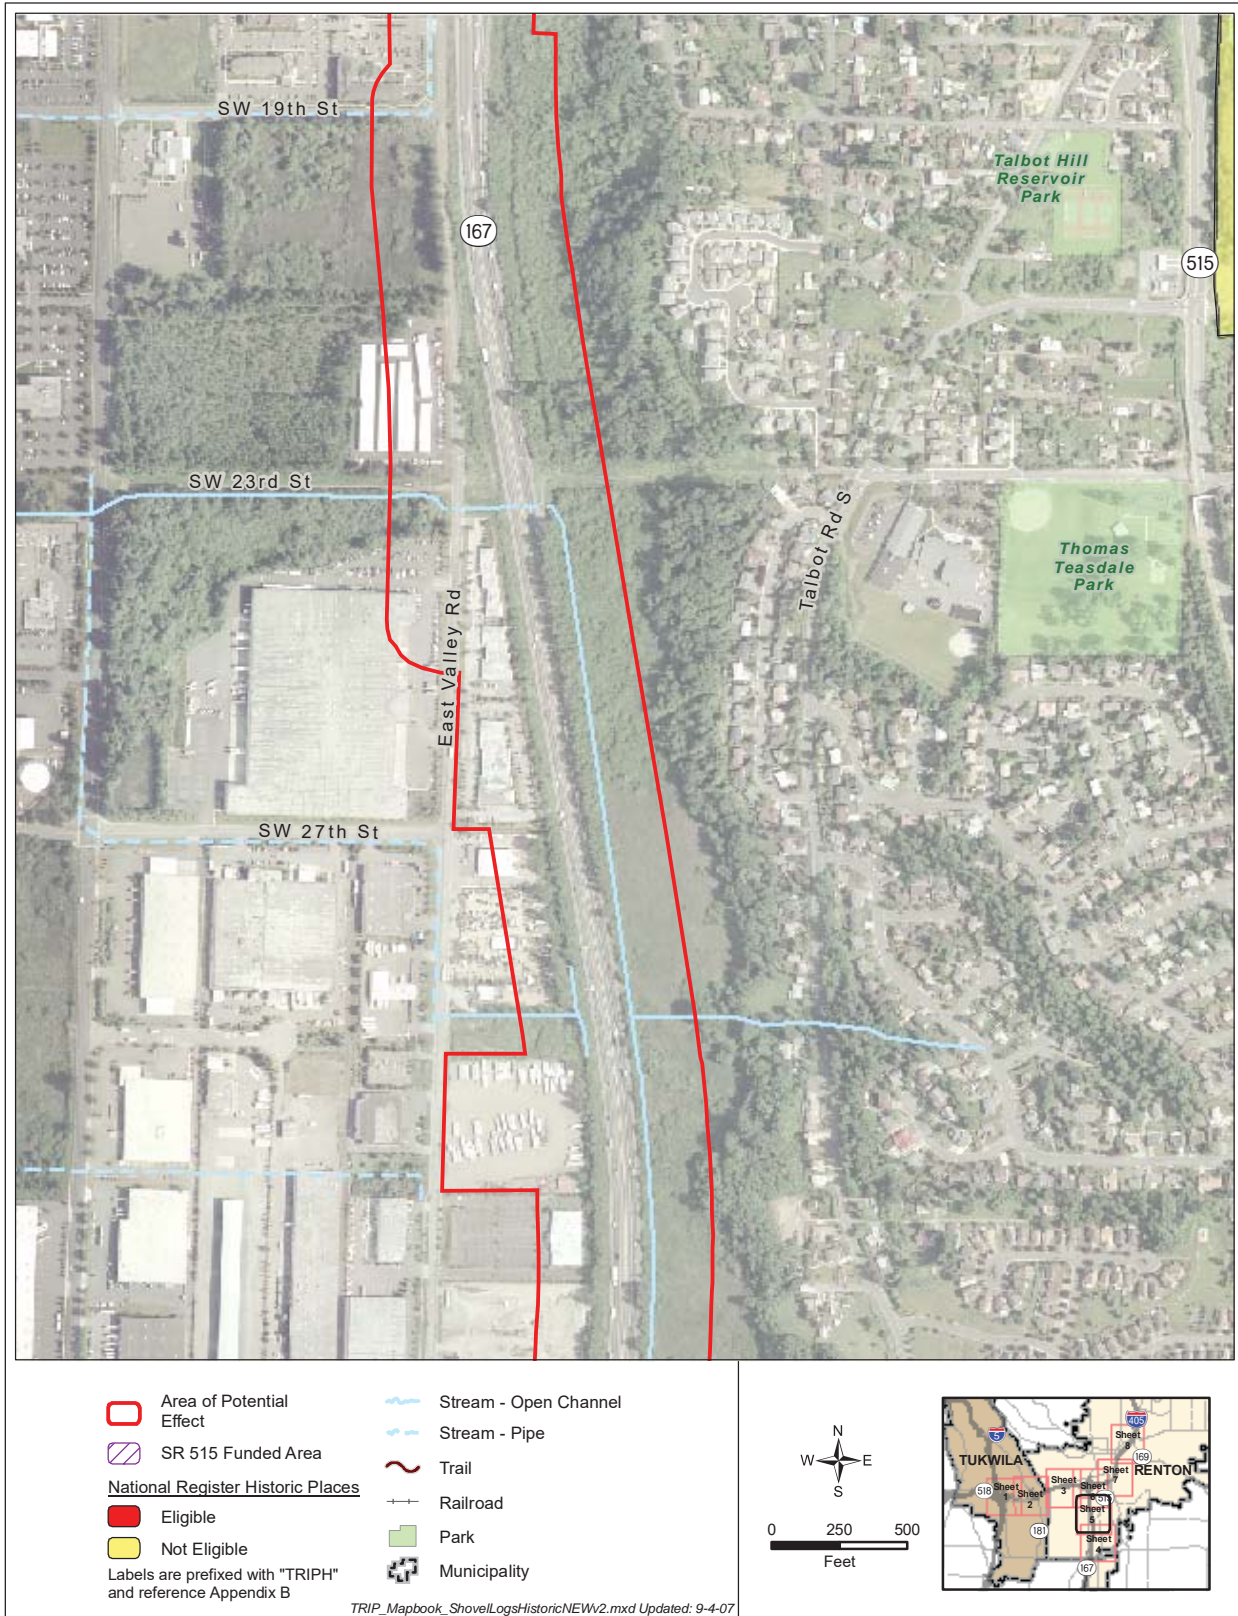 SW 19th St
Talbot Hill
Reservoir
Park
167
515
SW 23rd St
Talbot Rd S
Thomas
Teasdale
Park
East Valley Rd
SW 27th St
Area of Potential
Effect
SR 515 Funded Area
National Register Historic Places
Eligible
Not Eligible
Labels are prefixed with "TRIPH"
and reference Appendix B
Stream - Open Channel
Stream - Pipe
Trail
Railroad
Park
Municipality
TRIP_Mapbook_ShovelLogsHistoricNEWv2.mxd Updated: 9-4-07
N
W E
S
0 250 500
Feet
405
5
Sheet
8
TUKWILA
169
Sheet
7
RENTON
518
Sheet
1
Sheet
2
Sheet
3
Sheet
6
515
Sheet
5
181
Sheet
4
167